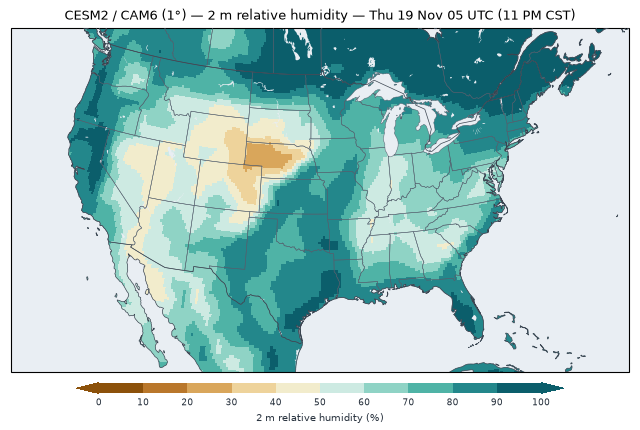 CESM2 / CAM6 (1°) — 2 m relative humidity — Thu 19 Nov 05 UTC (11 PM CST)
0 10 20 30 40 50 60 70 80 90 100
2 m relative humidity (%)